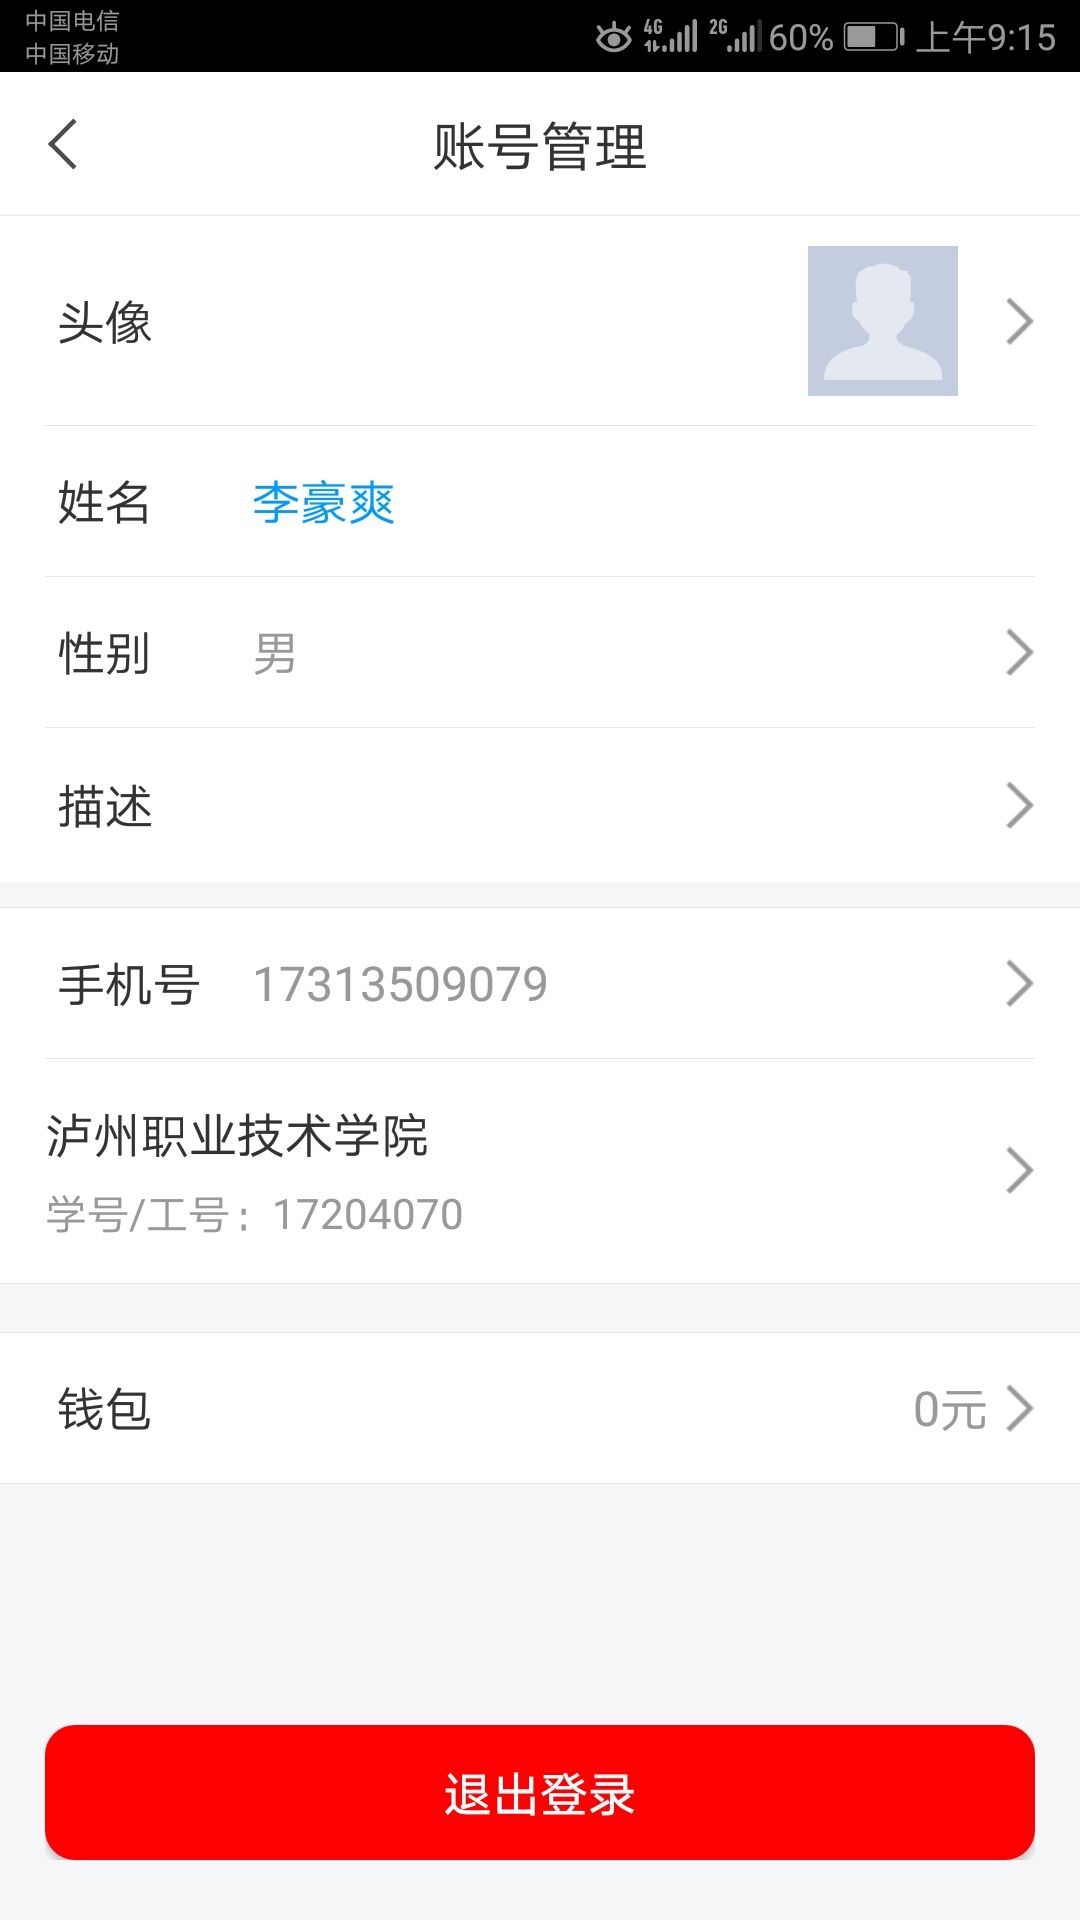 中国电信
中国移动
4G 2G 60% 上午9:15
账号管理
头像
姓名 李豪爽
性别 男
描述
手机号 17313509079
泸州职业技术学院
学号/工号：17204070
钱包 0元
退出登录